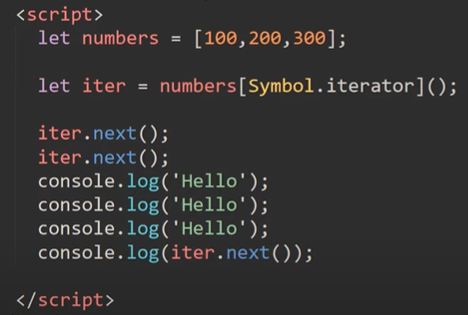 <script>
let numbers = [100,200,300];
let iter = numbers[Symbol.iterator]();
iter.next();
iter.next();
console.log('Hello');
console.log('Hello');
console.log('Hello');
console.log(iter.next());
</script>